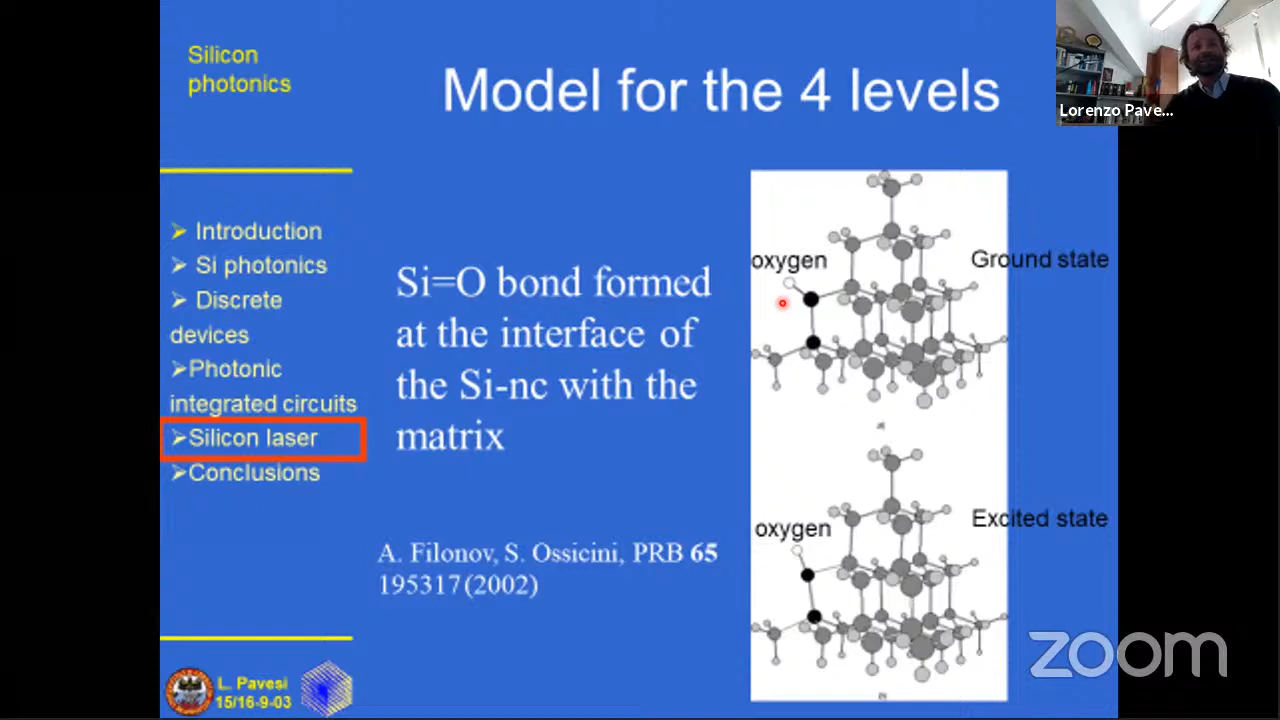 Silicon
photonics
Model for the 4 levels
Lorenzo Pave...
➢ Introduction
➢ Si photonics
➢ Discrete
devices
➢Photonic
integrated circuits
➢Silicon laser
➢Conclusions
Si=O bond formed
at the interface of
the Si-nc with the
matrix
A. Filonov, S. Ossicini, PRB 65
195317(2002)
oxygen
Ground state
oxygen
Excited state
L. Pavesi
15/16-9-03
zoom